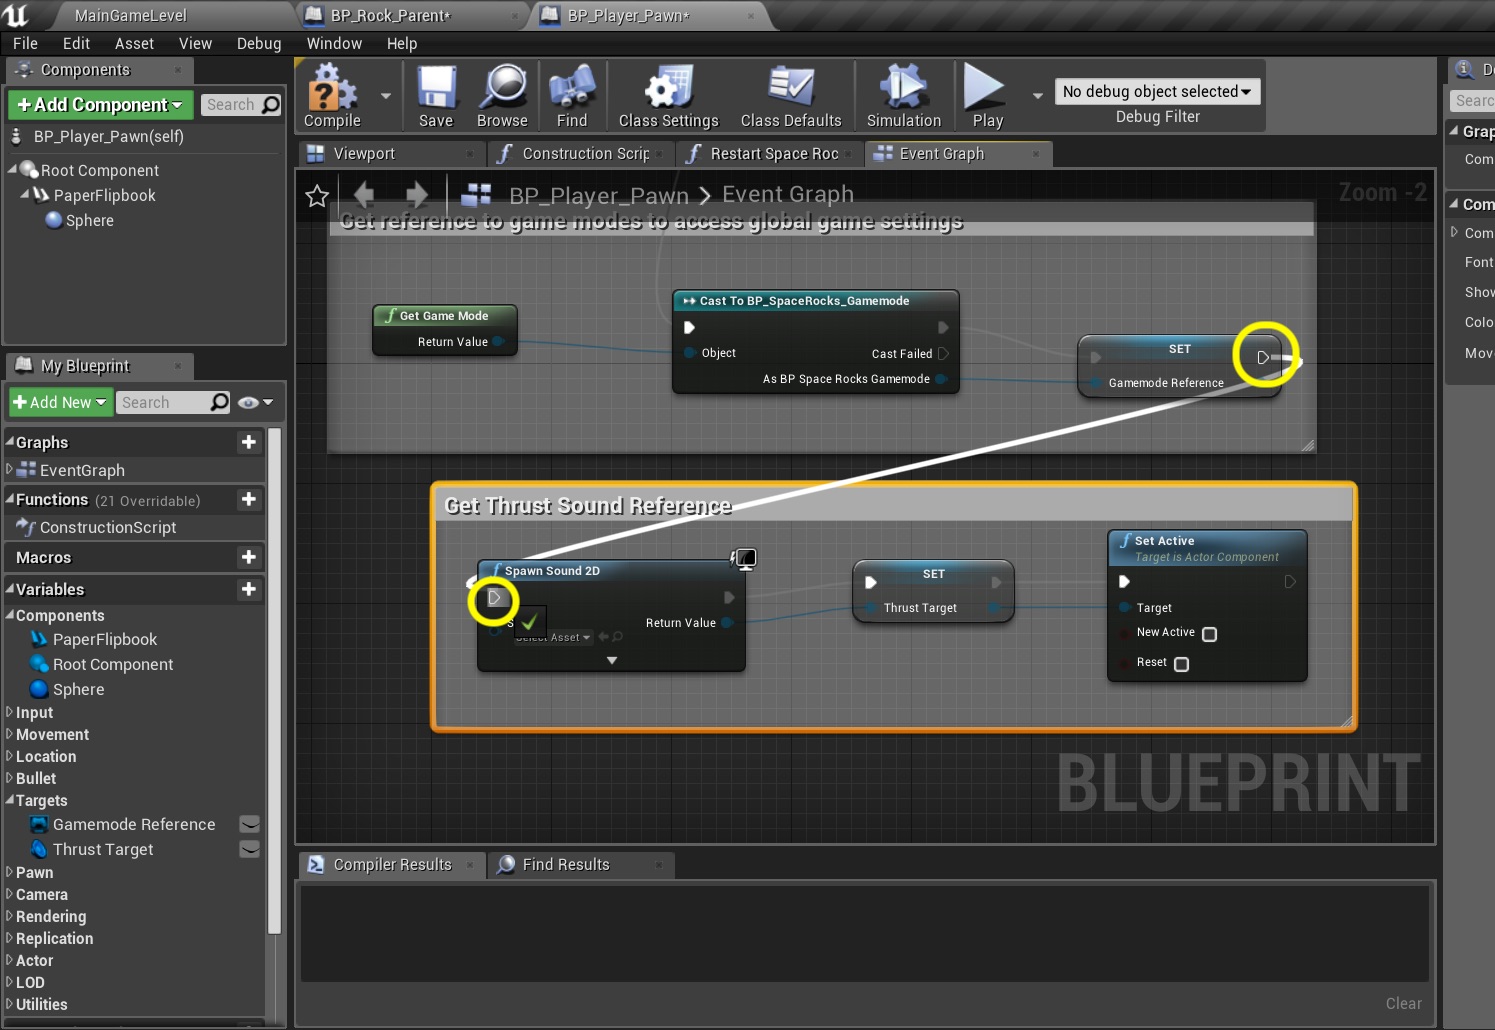 MainGameLevel
BP_Rock_Parent*
BP_Player_Pawn*
File Edit Asset View Debug Window Help
Components
+Add Component
Search
BP_Player_Pawn(self)
Root Component
PaperFlipbook
Sphere
My Blueprint
+Add New
Search
Graphs
EventGraph
Functions (21 Overridable)
ConstructionScript
Macros
Variables
Components
PaperFlipbook
Root Component
Sphere
Input
Movement
Location
Bullet
Targets
Gamemode Reference
Thrust Target
Pawn
Camera
Rendering
Replication
Actor
LOD
Utilities
Compile Save Browse Find Class Settings Class Defaults Simulation Play
No debug object selected
Debug Filter
Viewport
Construction Scrip
Restart Space Roc
Event Graph
BP_Player_Pawn > Event Graph
Zoom -2
Get reference to game modes to access global game settings
Get Game Mode
Return Value
Cast To BP_SpaceRocks_Gamemode
Object
Cast Failed
As BP Space Rocks Gamemode
SET
Gamemode Reference
Get Thrust Sound Reference
Spawn Sound 2D
S
Select Asset
Return Value
SET
Thrust Target
Set Active
Target is Actor Component
Target
New Active
Reset
BLUEPRINT
Compiler Results
Find Results
Clear
De
Searc
Grap
Com
Com
Com
Font
Show
Colo
Mov